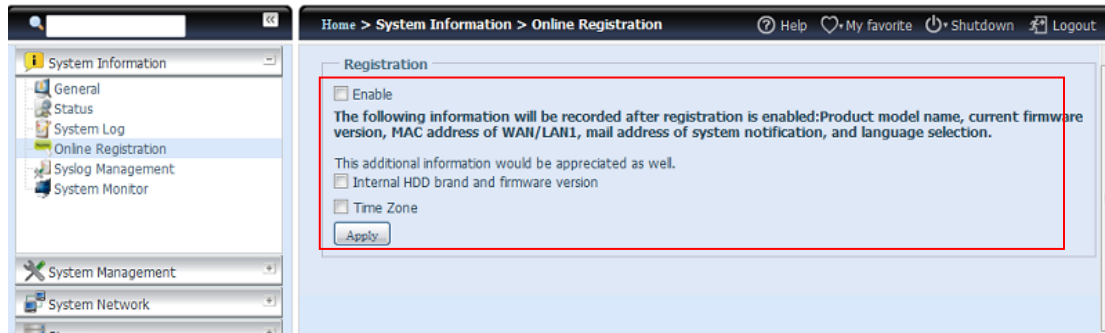 Home > System Information > Online Registration
Help
My favorite
Shutdown
Logout
System Information
General
Status
System Log
Online Registration
Syslog Management
System Monitor
System Management
System Network
Registration
Enable
The following information will be recorded after registration is enabled:Product model name, current firmware
version, MAC address of WAN/LAN1, mail address of system notification, and language selection.
This additional information would be appreciated as well.
Internal HDD brand and firmware version
Time Zone
Apply